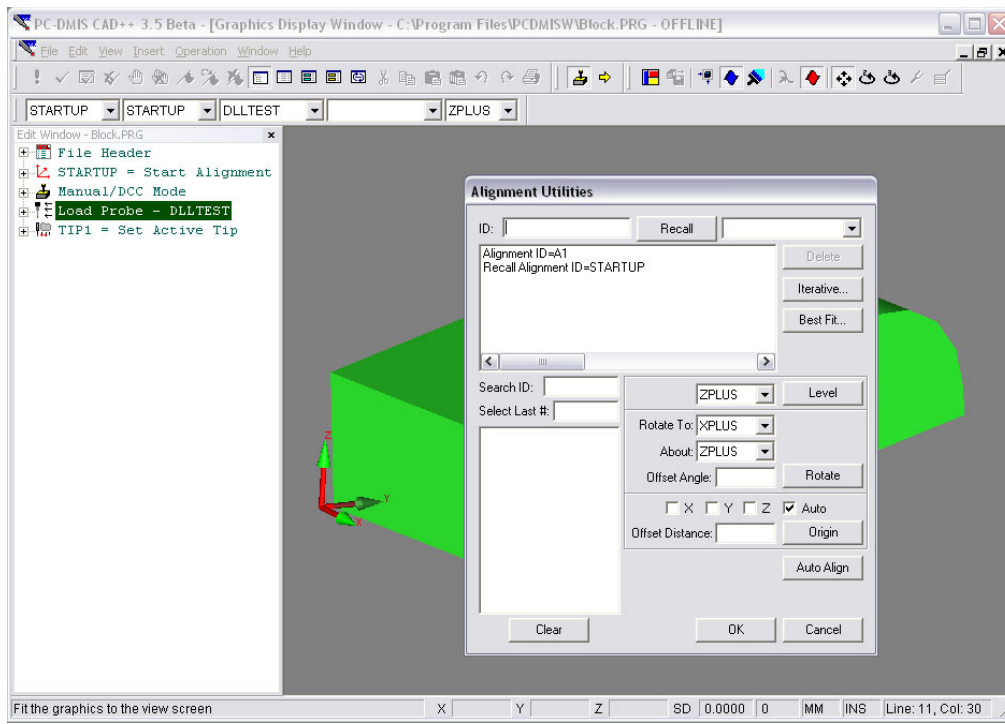 PC-DMIS CAD++ 3.5 Beta - [Graphics Display Window - C:\Program Files\PCDMISW\Block.PRG - OFFLINE]
File Edit View Insert Operation Window Help
STARTUP STARTUP DLLTEST ZPLUS
Edit Window - Block.PRG
File Header
STARTUP = Start Alignment
Manual/DCC Mode
Load Probe - DLLTEST
TIP1 = Set Active Tip
Z
Y
X
Alignment Utilities
ID: Recall
Alignment ID=A1
Recall Alignment ID=STARTUP
Delete
Iterative...
Best Fit...
Search ID:
Select Last #:
ZPLUS Level
Rotate To: XPLUS
About: ZPLUS
Offset Angle: Rotate
X Y Z Auto
Offset Distance: Origin
Auto Align
Clear OK Cancel
Fit the graphics to the view screen X Y Z SD 0.0000 0 MM INS Line: 11, Col: 30